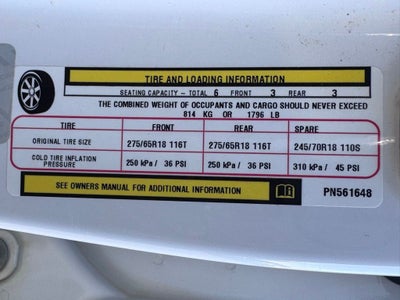 TIRE AND LOADING INFORMATION
SEATING CAPACITY - TOTAL 6 FRONT 3 REAR 3
THE COMBINED WEIGHT OF OCCUPANTS AND CARGO SHOULD NEVER EXCEED
814 KG OR 1796 LB
TIRE FRONT REAR SPARE
ORIGINAL TIRE SIZE 275/65R18 116T 275/65R18 116T 245/70R18 110S
COLD TIRE INFLATION PRESSURE 250 kPa / 36 PSI 250 kPa / 36 PSI 310 kPa / 45 PSI
SEE OWNERS MANUAL FOR ADDITIONAL INFORMATION PN561648